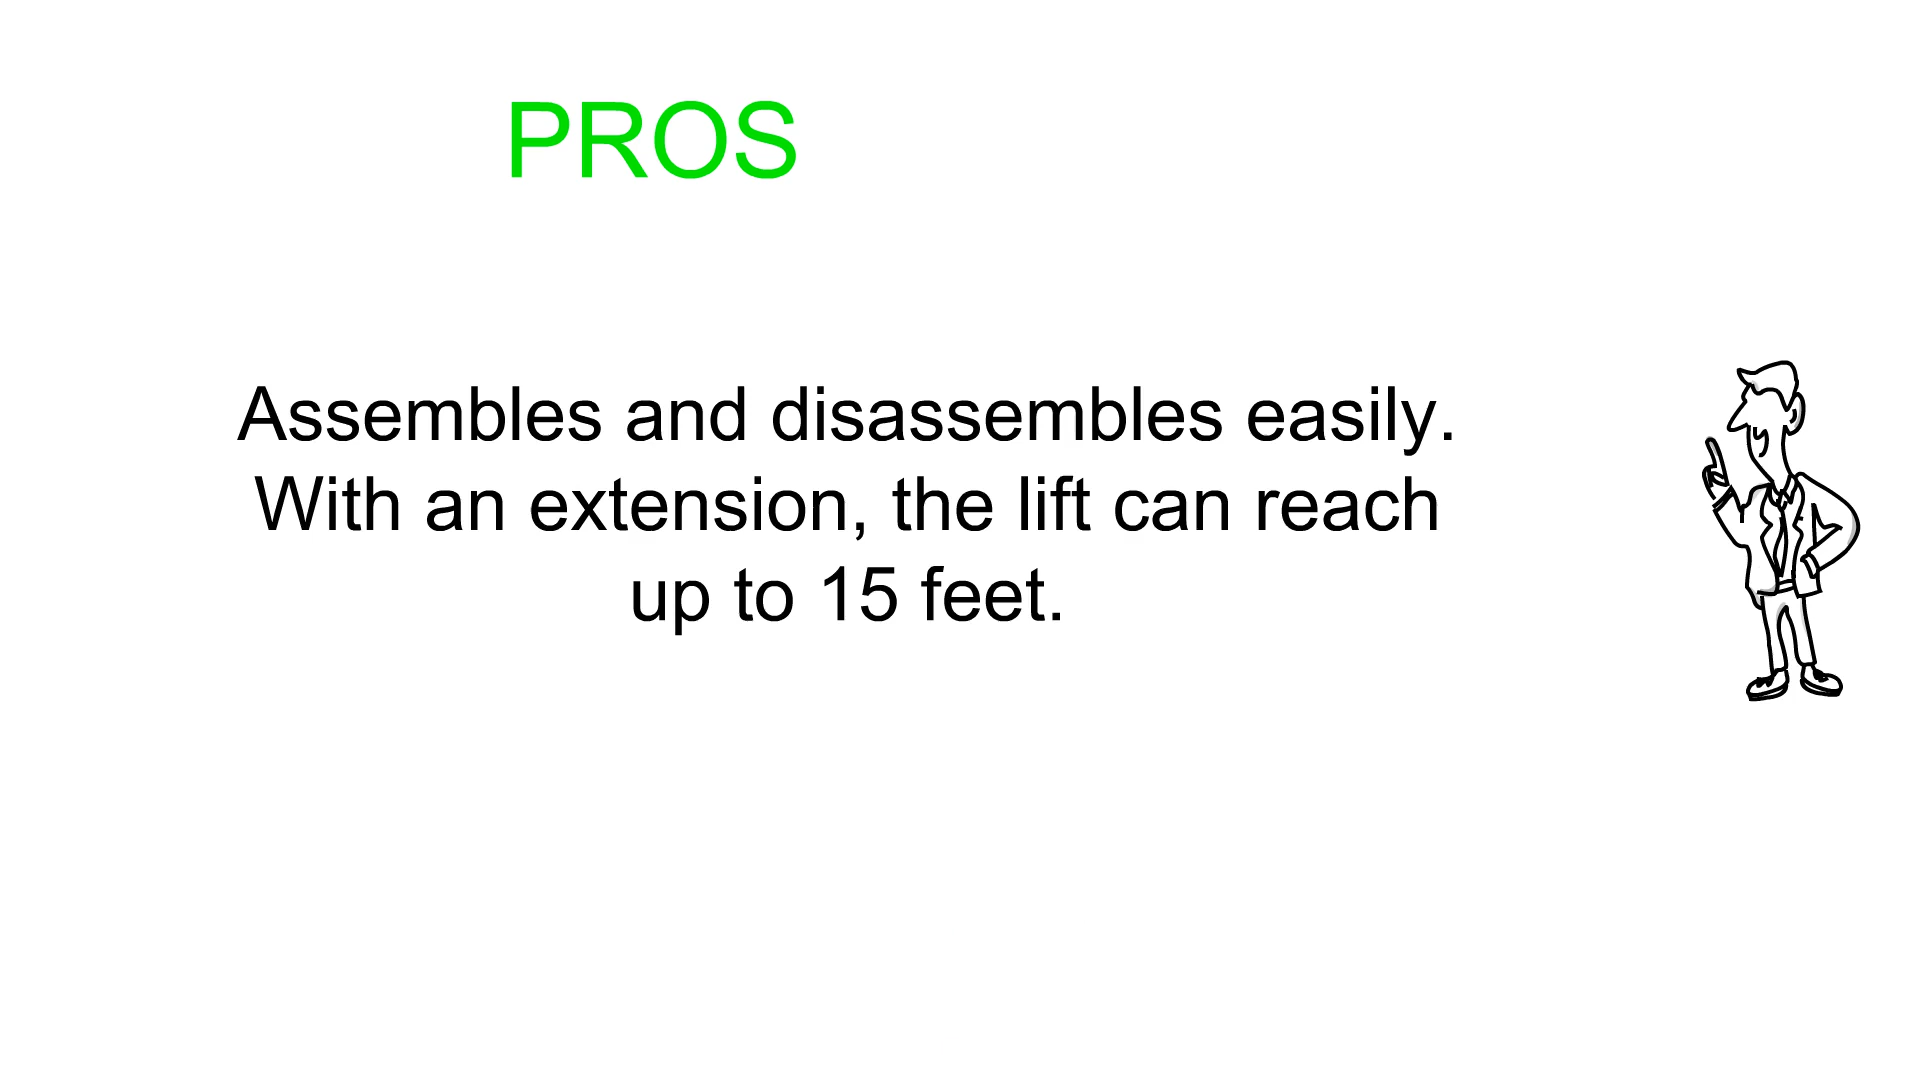 PROS
Assembles and disassembles easily.
With an extension, the lift can reach
up to 15 feet.